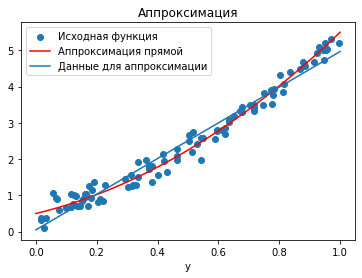 Аппроксимация
Исходная функция
Аппроксимация прямой
Данные для аппроксимации
5
4
3
2
1
0
0.0 0.2 0.4 0.6 0.8 1.0
y